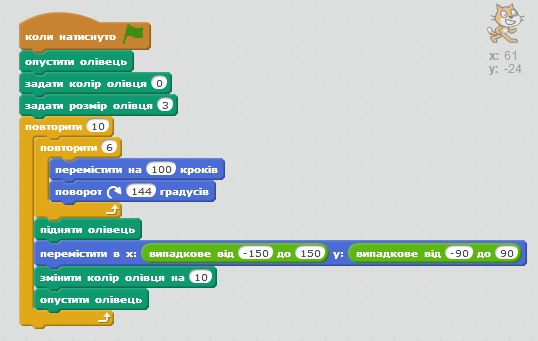 коли натиснуто
опустити олівець
задати колір олівця 0
задати розмір олівця 3
повторити 10
повторити 6
перемістити на 100 кроків
поворот 144 градусів
підняти олівець
перемістити в x: випадкове від -150 до 150 y: випадкове від -90 до 90
змінити колір олівця на 10
опустити олівець
x: 61
y: -24